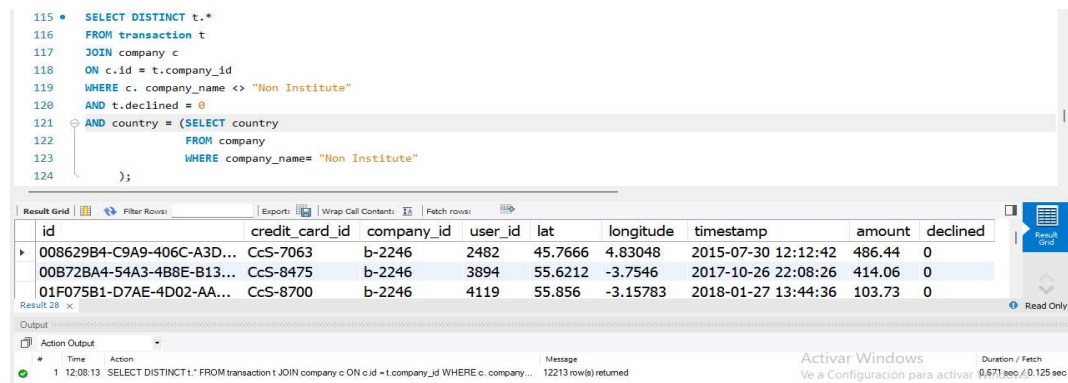 115 SELECT DISTINCT t.*
116 FROM transaction t
117 JOIN company c
118 ON c.id = t.company_id
119 WHERE c. company_name <> "Non Institute"
120 AND t.declined = 0
121 AND country = (SELECT country
122 FROM company
123 WHERE company_name= "Non Institute"
124 );
Result Grid Filter Rows: Export: Wrap Cell Content: Fetch rows:
id credit_card_id company_id user_id lat longitude timestamp amount declined
008629B4-C9A9-406C-A3D... CcS-7063 b-2246 2482 45.7666 4.83048 2015-07-30 12:12:42 486.44 0
00B72BA4-54A3-4B8E-B13... CcS-8475 b-2246 3894 55.6212 -3.7546 2017-10-26 22:08:26 414.06 0
01F075B1-D7AE-4D02-AA... CcS-8700 b-2246 4119 55.856 -3.15783 2018-01-27 13:44:36 103.73 0
Result Grid
Result 28 × Read Only
Output
Action Output
# Time Action Message Duration / Fetch
1 12:08:13 SELECT DISTINCT t.* FROM transaction t JOIN company c ON c.id = t.company_id WHERE c. company... 12213 row(s) returned 0.671 sec / 0.125 sec
Activar Windows
Ve a Configuración para activar Windows.